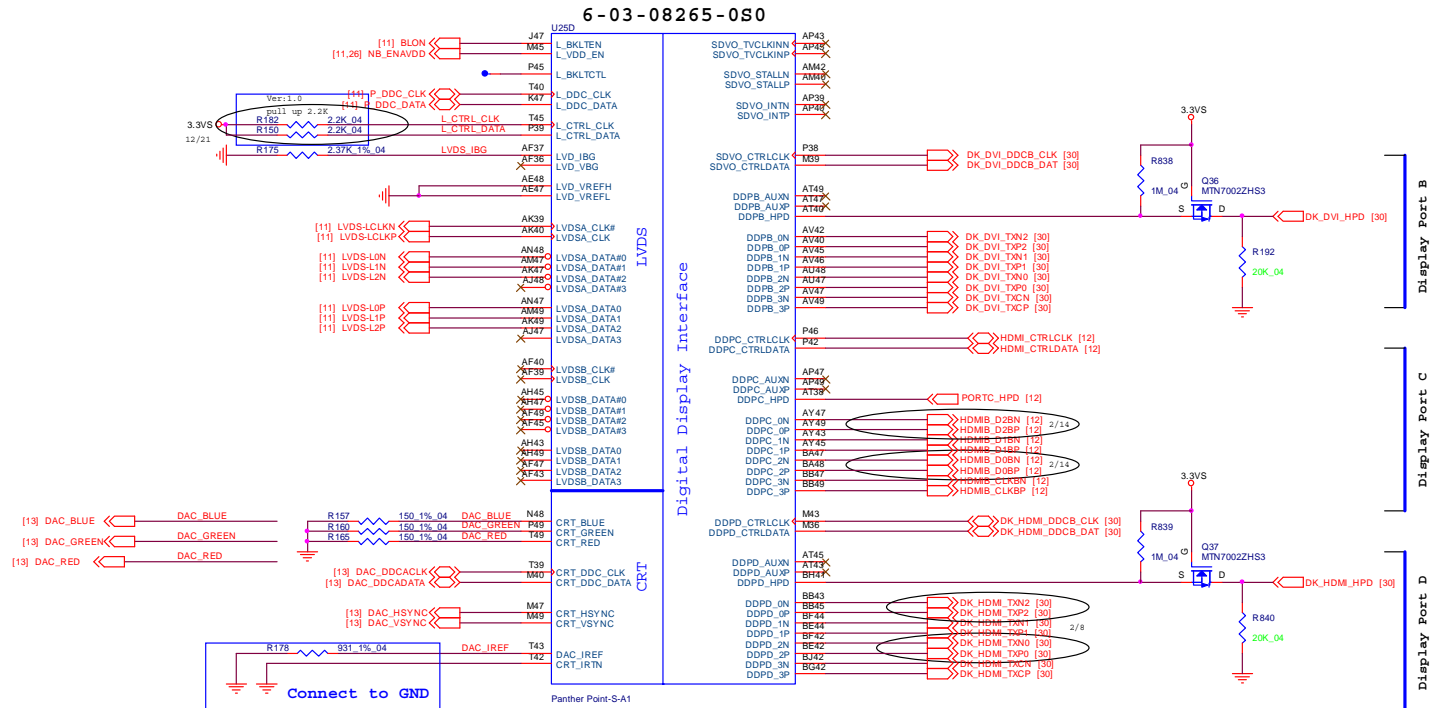 6-03-08265-0S0
U25D
[11] BLON J47 L_BKLTEN
[11,26] NB_ENAVDD M45 L_VDD_EN
P45 L_BKLTCTL
[11] P_DDC_CLK T40 L_DDC_CLK
[11] P_DDC_DATA K47 L_DDC_DATA
Ver:1.0
pull up 2.2K
3.3VS
12/21
R182 2.2K_04 L_CTRL_CLK T45 L_CTRL_CLK
R150 2.2K_04 L_CTRL_DATA P39 L_CTRL_DATA
R175 2.37K_1%_04 LVDS_IBG AF37 LVD_IBG
AF36 LVD_VBG
AE48 LVD_VREFH
AE47 LVD_VREFL
[11] LVDS-LCLKN AK39 LVDSA_CLK#
[11] LVDS-LCLKP AK40 LVDSA_CLK
[11] LVDS-L0N AN48 LVDSA_DATA#0
[11] LVDS-L1N AM47 LVDSA_DATA#1
[11] LVDS-L2N AK47 LVDSA_DATA#2
AJ48 LVDSA_DATA#3
[11] LVDS-L0P AN47 LVDSA_DATA0
[11] LVDS-L1P AM49 LVDSA_DATA1
[11] LVDS-L2P AK49 LVDSA_DATA2
AJ47 LVDSA_DATA3
AF40 LVDSB_CLK#
AF39 LVDSB_CLK
AH45 LVDSB_DATA#0
AH47 LVDSB_DATA#1
AF49 LVDSB_DATA#2
AF45 LVDSB_DATA#3
AH43 LVDSB_DATA0
AH49 LVDSB_DATA1
AF47 LVDSB_DATA2
AF43 LVDSB_DATA3
LVDS
[13] DAC_BLUE DAC_BLUE
[13] DAC_GREEN DAC_GREEN
[13] DAC_RED DAC_RED
R157 150_1%_04 DAC_BLUE N48 CRT_BLUE
R160 150_1%_04 DAC_GREEN P49 CRT_GREEN
R165 150_1%_04 DAC_RED T49 CRT_RED
[13] DAC_DDCACLK T39 CRT_DDC_CLK
[13] DAC_DDCADATA M40 CRT_DDC_DATA
[13] DAC_HSYNC M47 CRT_HSYNC
[13] DAC_VSYNC M49 CRT_VSYNC
R178 931_1%_04 DAC_IREF T43 DAC_IREF
T42 CRT_IRTN
Connect to GND
CRT
Panther Point-S-A1
Digital Display Interface
SDVO_TVCLKINN AP43
SDVO_TVCLKINP AP45
SDVO_STALLN AM42
SDVO_STALLP AM40
SDVO_INTN AP39
SDVO_INTP AP40
SDVO_CTRLCLK P38 DK_DVI_DDCB_CLK [30]
SDVO_CTRLDATA M39 DK_DVI_DDCB_DAT [30]
DDPB_AUXN AT49
DDPB_AUXP AT47
DDPB_HPD AT40
DDPB_0N AV42 DK_DVI_TXN2 [30]
DDPB_0P AV40 DK_DVI_TXP2 [30]
DDPB_1N AV45 DK_DVI_TXN1 [30]
DDPB_1P AV46 DK_DVI_TXP1 [30]
DDPB_2N AU48 DK_DVI_TXN0 [30]
DDPB_2P AU47 DK_DVI_TXP0 [30]
DDPB_3N AV47 DK_DVI_TXCN [30]
DDPB_3P AV49 DK_DVI_TXCP [30]
3.3VS
R838
1M_04
G
Q36
MTN7002ZHS3
S D
DK_DVI_HPD [30]
R192
20K_04
Display Port B
DDPC_CTRLCLK P46 HDMI_CTRLCLK [12]
DDPC_CTRLDATA P42 HDMI_CTRLDATA [12]
DDPC_AUXN AP47
DDPC_AUXP AP49
DDPC_HPD AT38 PORTC_HPD [12]
DDPC_0N AY47 HDMIB_D2BN [12]
2/14
DDPC_0P AY49 HDMIB_D2BP [12]
DDPC_1N AY43 HDMIB_D1BN [12]
DDPC_1P AY45 HDMIB_D1BP [12]
DDPC_2N BA47 HDMIB_D0BN [12]
2/14
DDPC_2P BA48 HDMIB_D0BP [12]
DDPC_3N BB47 HDMIB_CLKBN [12]
DDPC_3P BB49 HDMIB_CLKBP [12]
Display Port C
DDPD_CTRLCLK M43 DK_HDMI_DDCB_CLK [30]
DDPD_CTRLDATA M36 DK_HDMI_DDCB_DAT [30]
DDPD_AUXN AT45
DDPD_AUXP AT43
DDPD_HPD BH41
DDPD_0N BB43 DK_HDMI_TXN2 [30]
DDPD_0P BB45 DK_HDMI_TXP2 [30]
DDPD_1N BF44 DK_HDMI_TXN1 [30]
2/8
DDPD_1P BE44 DK_HDMI_TXP1 [30]
DDPD_2N BF42 DK_HDMI_TXN0 [30]
DDPD_2P BE42 DK_HDMI_TXP0 [30]
DDPD_3N BJ42 DK_HDMI_TXCN [30]
DDPD_3P BG42 DK_HDMI_TXCP [30]
3.3VS
R839
1M_04
G
Q37
MTN7002ZHS3
S D
DK_HDMI_HPD [30]
R840
20K_04
Display Port D